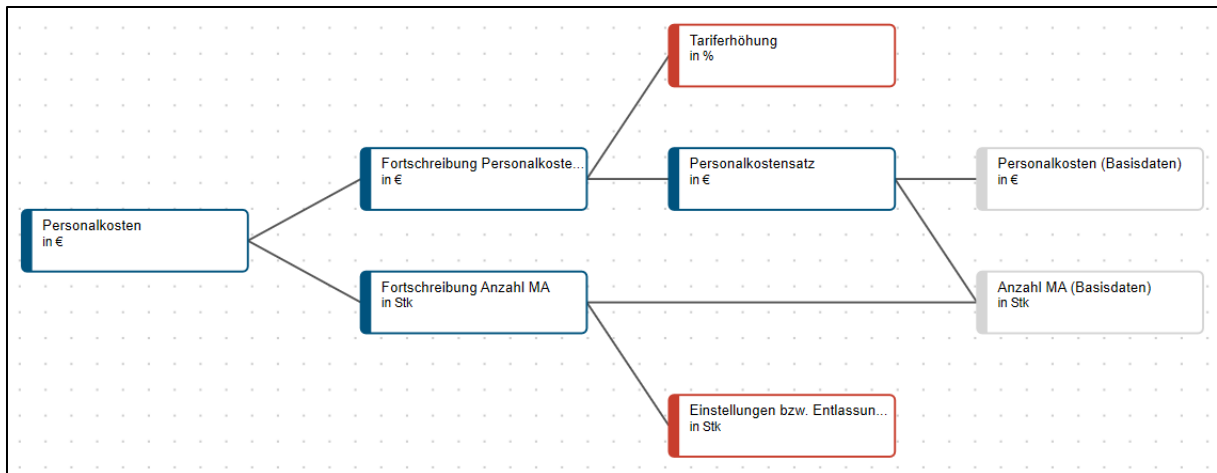 Tariferhöhung
in %
Fortschreibung Personalkoste...
in €
Personalkostensatz
in €
Personalkosten (Basisdaten)
in €
Personalkosten
in €
Fortschreibung Anzahl MA
in Stk
Anzahl MA (Basisdaten)
in Stk
Einstellungen bzw. Entlassun...
in Stk